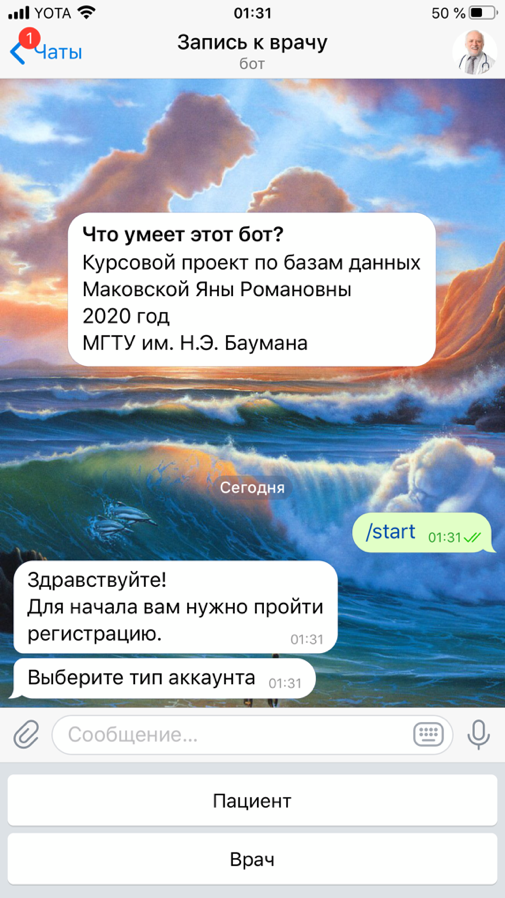 YOTA 01:31 50 %
1
Чаты
Запись к врачу
бот
Что умеет этот бот?
Курсовой проект по базам данных
Маковской Яны Романовны
2020 год
МГТУ им. Н.Э. Баумана
Сегодня
/start 01:31
Здравствуйте!
Для начала вам нужно пройти
регистрацию. 01:31
Выберите тип аккаунта 01:31
Сообщение...
Пациент
Врач